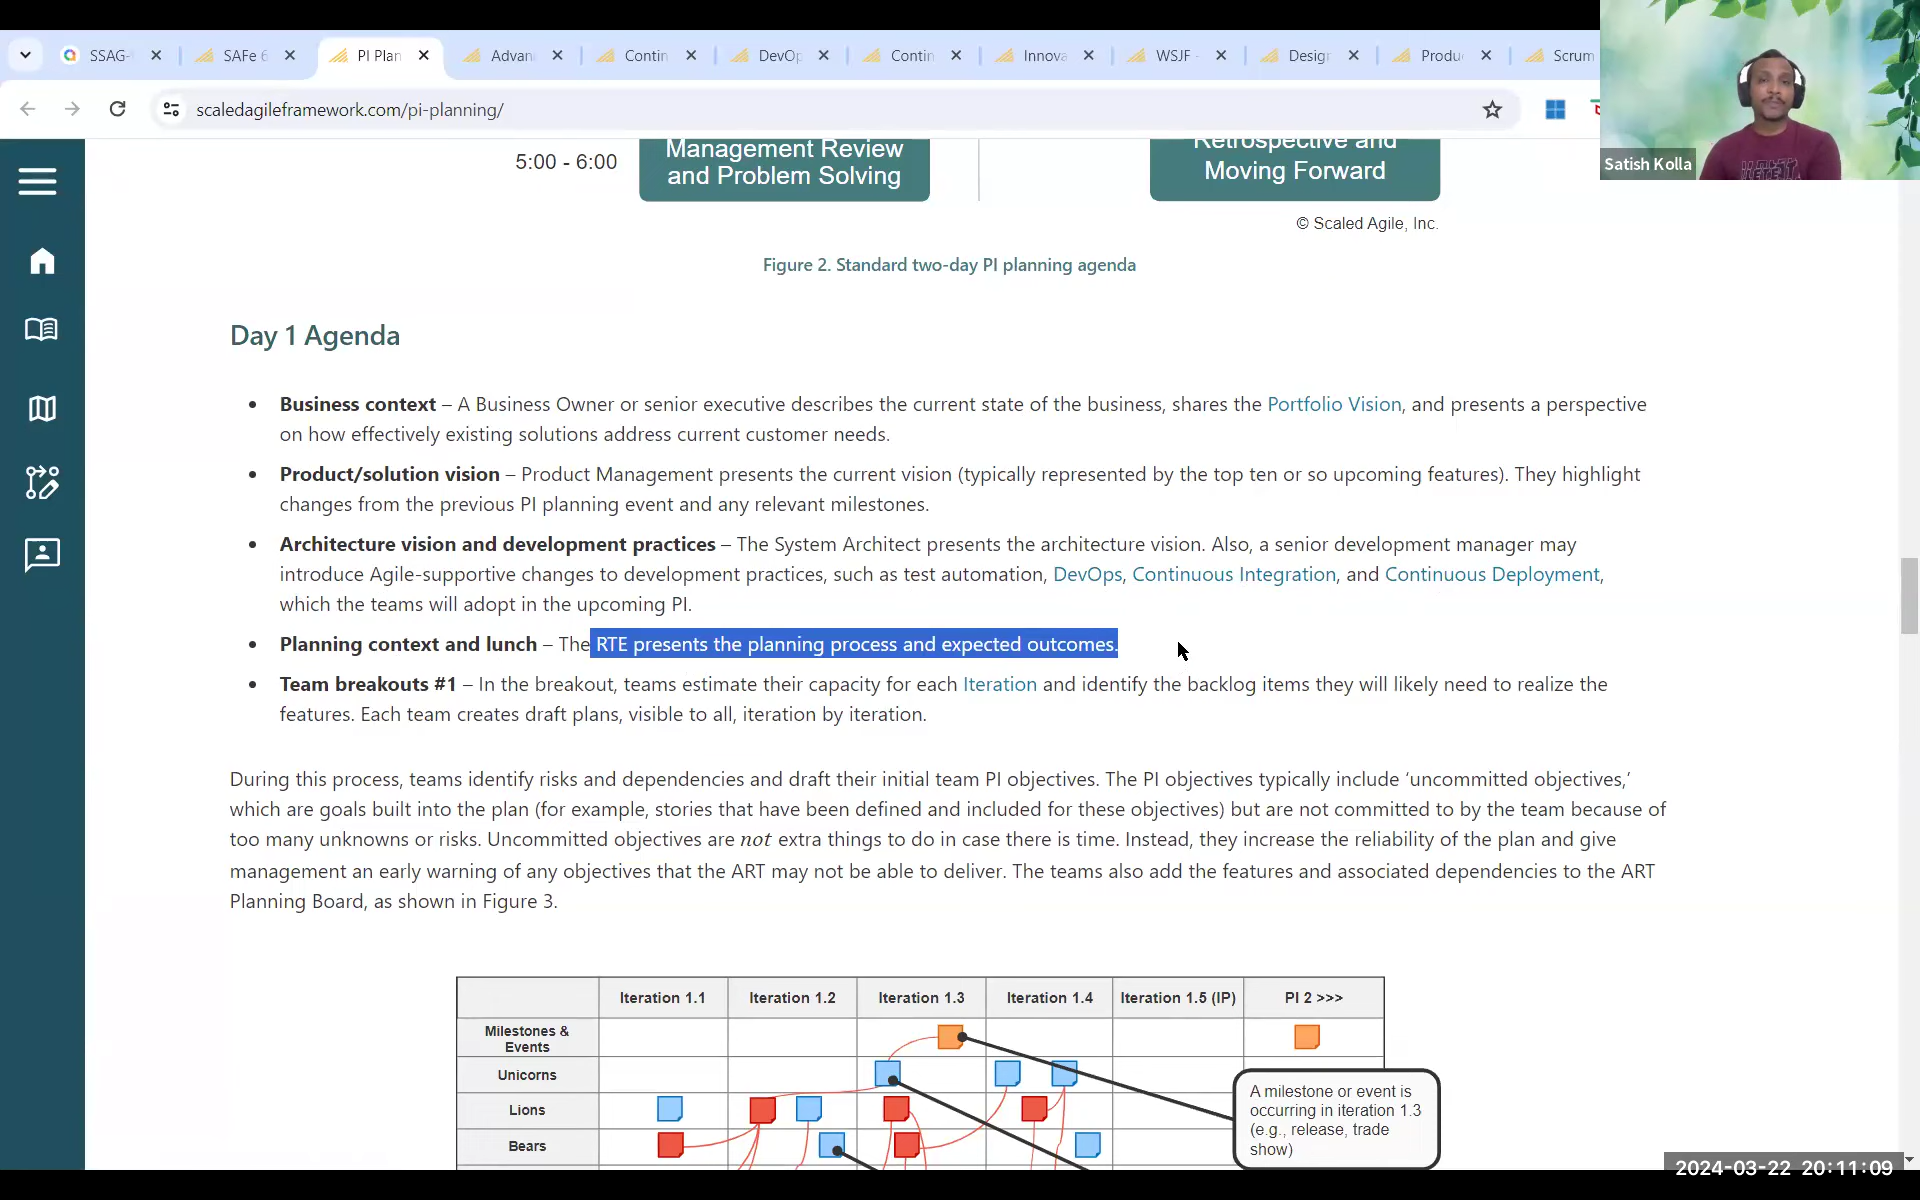 SSAG-
SAFe 6
PI Plan
Advan
Contin
DevOp
Contin
Innova
WSJF -
Design
Produ
Scrum
scaledagileframework.com/pi-planning/
Satish Kolla
5:00 - 6:00
Management Review
and Problem Solving
Retrospective and
Moving Forward
© Scaled Agile, Inc.
Figure 2. Standard two-day PI planning agenda
Day 1 Agenda
• Business context – A Business Owner or senior executive describes the current state of the business, shares the Portfolio Vision, and presents a perspective
on how effectively existing solutions address current customer needs.
• Product/solution vision – Product Management presents the current vision (typically represented by the top ten or so upcoming features). They highlight
changes from the previous PI planning event and any relevant milestones.
• Architecture vision and development practices – The System Architect presents the architecture vision. Also, a senior development manager may
introduce Agile-supportive changes to development practices, such as test automation, DevOps, Continuous Integration, and Continuous Deployment,
which the teams will adopt in the upcoming PI.
• Planning context and lunch – The RTE presents the planning process and expected outcomes.
• Team breakouts #1 – In the breakout, teams estimate their capacity for each Iteration and identify the backlog items they will likely need to realize the
features. Each team creates draft plans, visible to all, iteration by iteration.
During this process, teams identify risks and dependencies and draft their initial team PI objectives. The PI objectives typically include ‘uncommitted objectives,’
which are goals built into the plan (for example, stories that have been defined and included for these objectives) but are not committed to by the team because of
too many unknowns or risks. Uncommitted objectives are not extra things to do in case there is time. Instead, they increase the reliability of the plan and give
management an early warning of any objectives that the ART may not be able to deliver. The teams also add the features and associated dependencies to the ART
Planning Board, as shown in Figure 3.
Iteration 1.1
Iteration 1.2
Iteration 1.3
Iteration 1.4
Iteration 1.5 (IP)
PI 2 >>>
Milestones &
Events
Unicorns
Lions
Bears
A milestone or event is
occurring in iteration 1.3
(e.g., release, trade
show)
2024-03-22 20:11:09